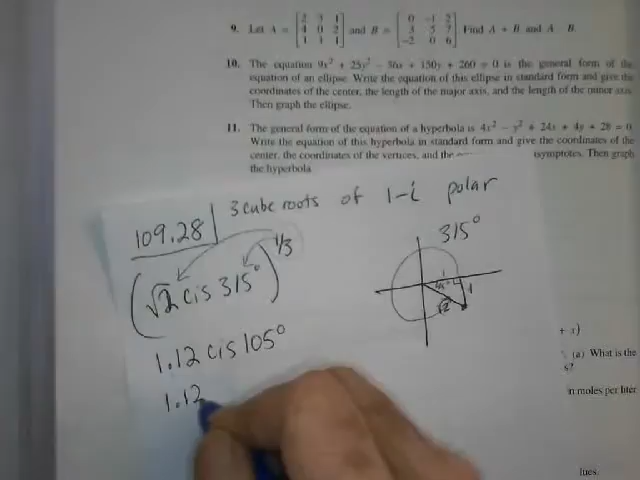 9. Let A = [2 3 1 4 0 2 1 1 1] and B = [0 -1 2 3 5 7 -2 0 6] Find A + B and A B.
10. The equation 9x² + 25y² - 36x + 150y + 260 = 0 is the general form of the
equation of an ellipse. Write the equation of this ellipse in standard form and give the
coordinates of the center, the length of the major axis, and the length of the minor axis.
Then graph the ellipse.
11. The general form of the equation of a hyperbola is 4x² - y² + 24x + 4y + 28 = 0.
Write the equation of this hyperbola in standard form and give the coordinates of the
center, the coordinates of the vertices, and the symptotes. Then graph
the hyperbola.
109.28 3 cube roots of 1-i polar
315°
(√2 cis 315°)^1/3
1
45°
1
√2
1.12 cis 105°
1.12
+ x)
(a) What is the
s?
n moles per liter
lues.